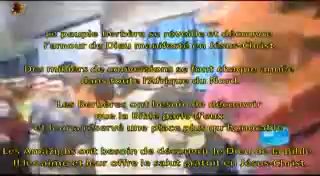 Le peuple Berbère se réveille et découvre
l'amour de Dieu manifesté en Jésus-Christ
Des milliers de conversions se font chaque année
dans toute l'Afrique du Nord.
Les Berbères ont besoin de découvrir
que la Bible parle d'eux
et leur a réservé une place plus qu'honorable.
Les Amazighs ont besoin de découvrir le Dieu de la Bible.
Il les aime et leur offre le salut gratuit en Jésus-Christ.